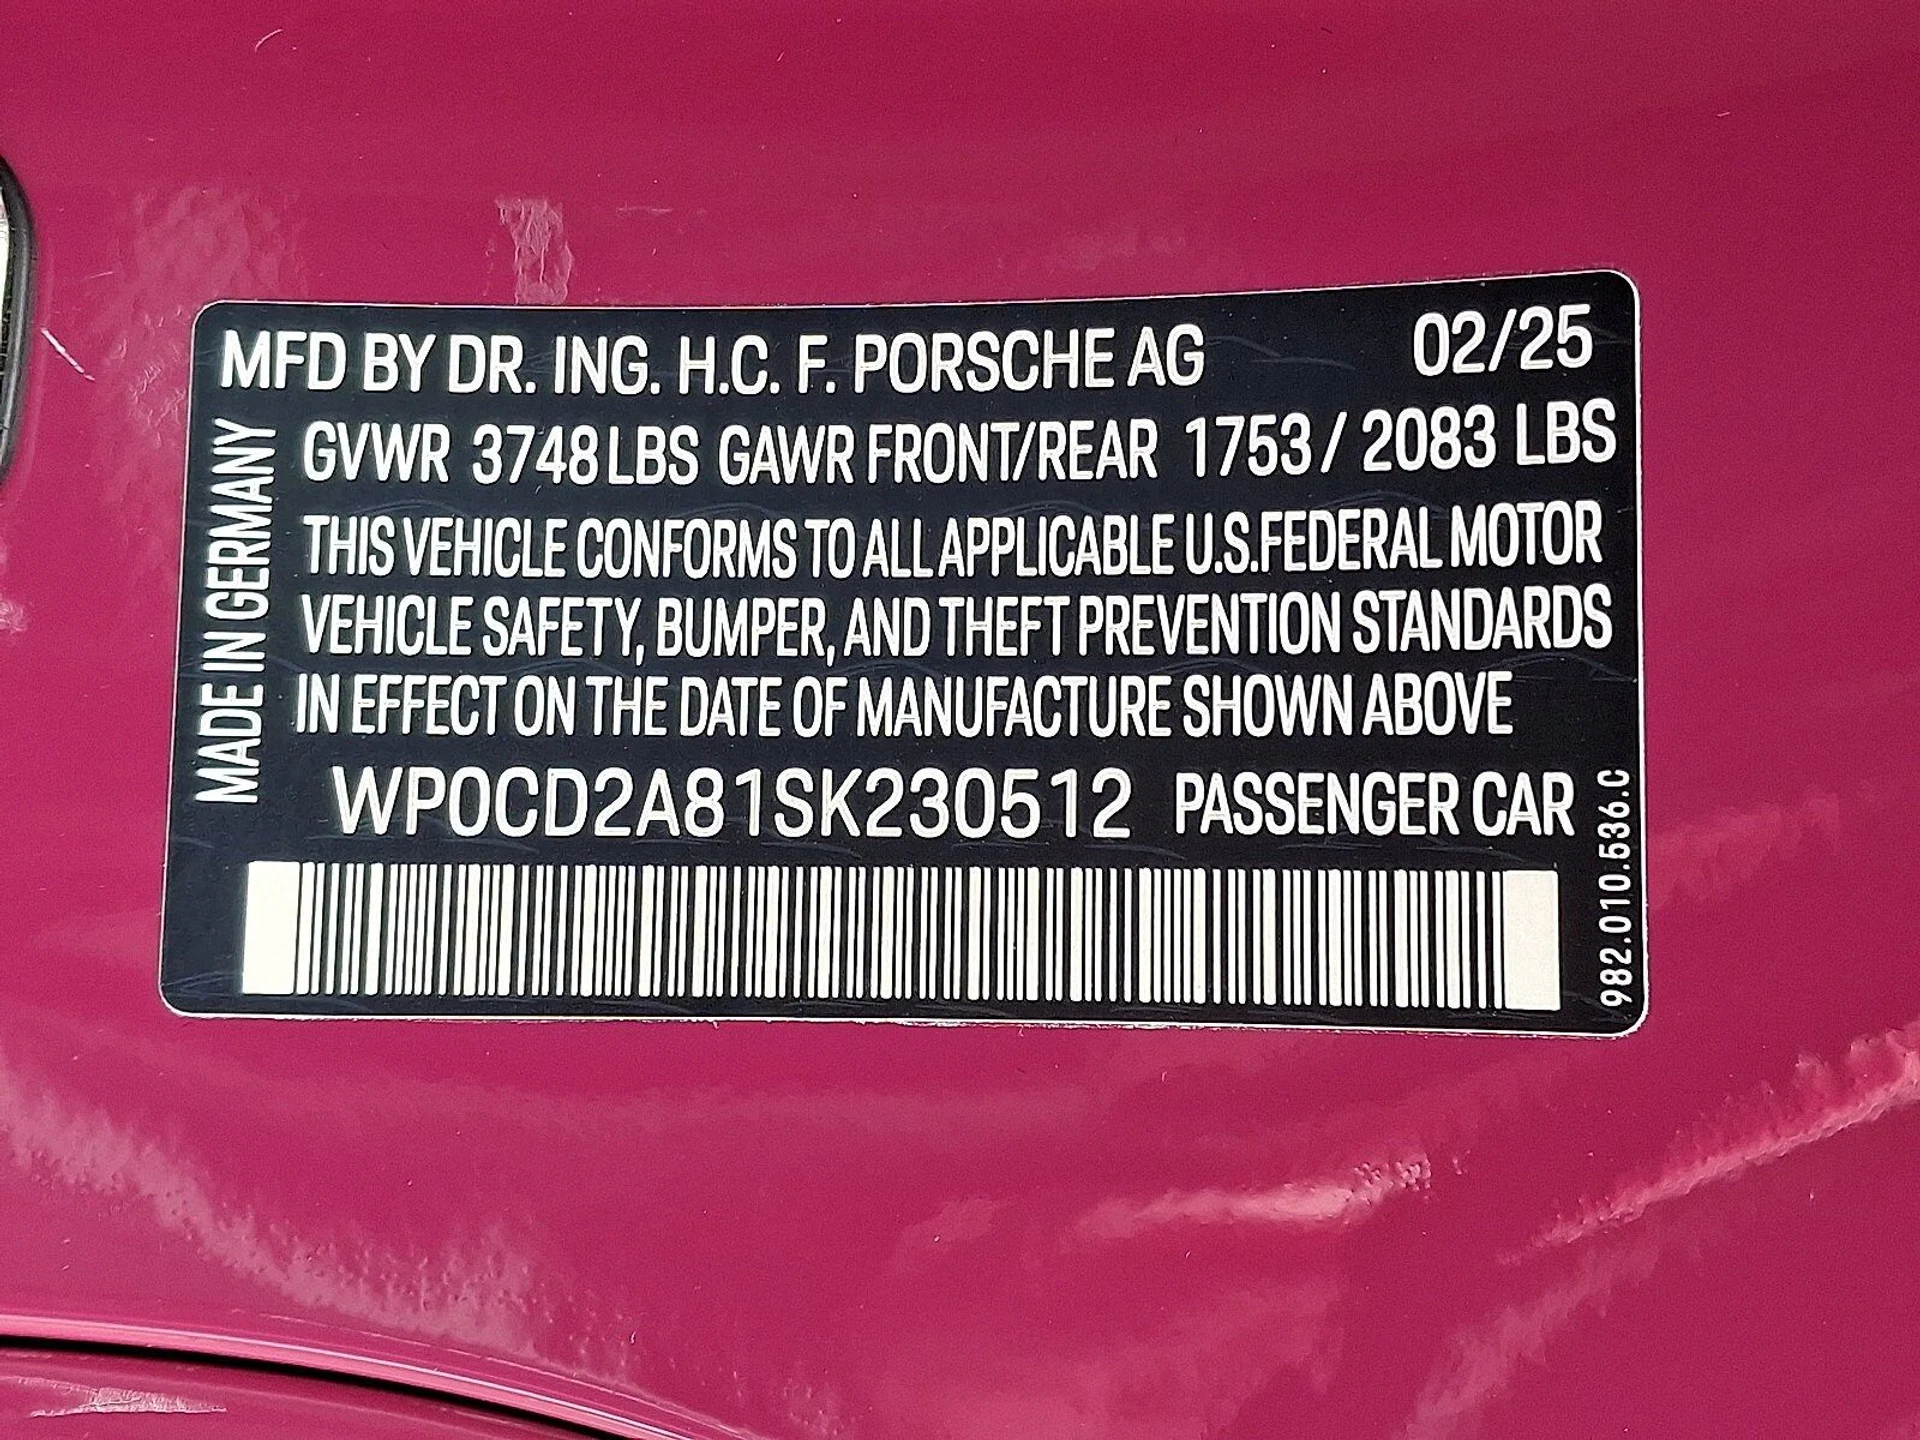 MFD BY DR. ING. H.C. F. PORSCHE AG 02/25
GVWR 3748 LBS GAWR FRONT/REAR 1753 / 2083 LBS
THIS VEHICLE CONFORMS TO ALL APPLICABLE U.S.FEDERAL MOTOR
VEHICLE SAFETY, BUMPER, AND THEFT PREVENTION STANDARDS
IN EFFECT ON THE DATE OF MANUFACTURE SHOWN ABOVE
WP0CD2A81SK230512 PASSENGER CAR
MADE IN GERMANY
982.010.536.C